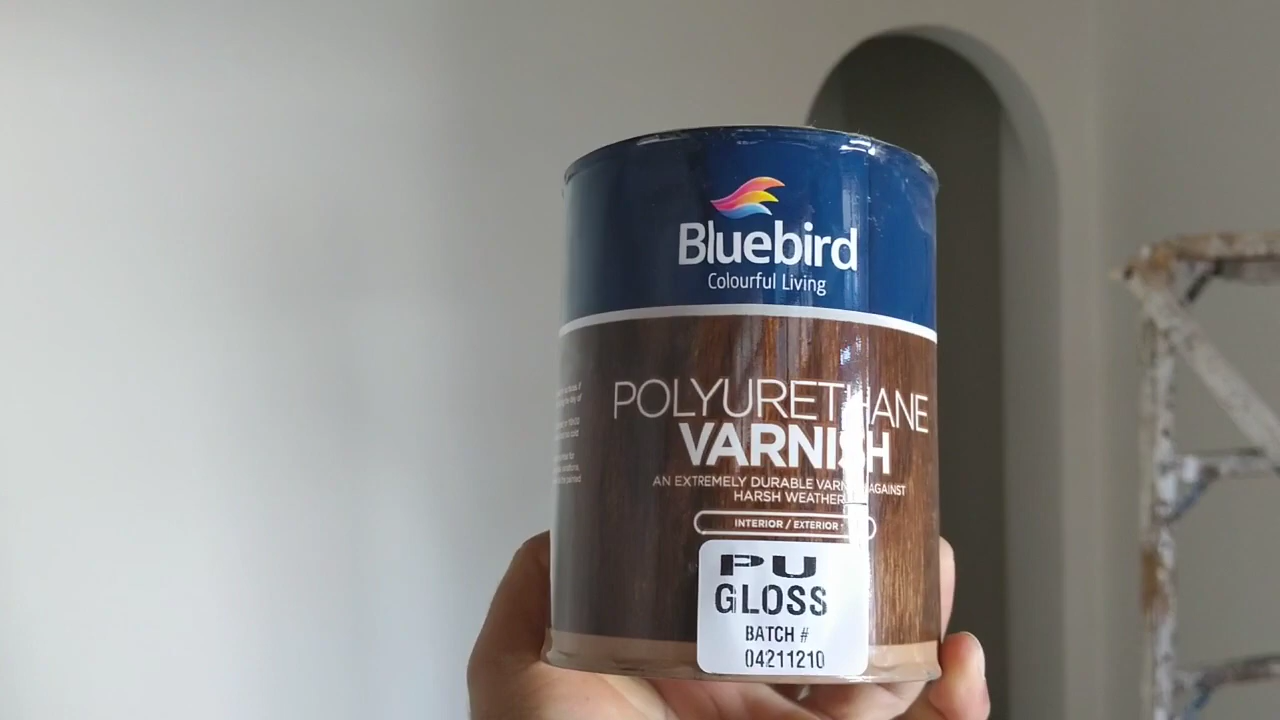 Bluebird
Colourful Living
POLYURETHANE
VARNISH
AN EXTREMELY DURABLE VARNISH AGAINST
HARSH WEATHER
INTERIOR / EXTERIOR
PU
GLOSS
BATCH #
04211210